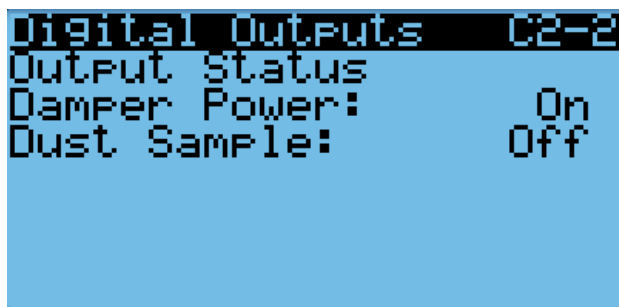 Digital Outputs C2-2
Output Status
Damper Power: On
Dust Sample: Off